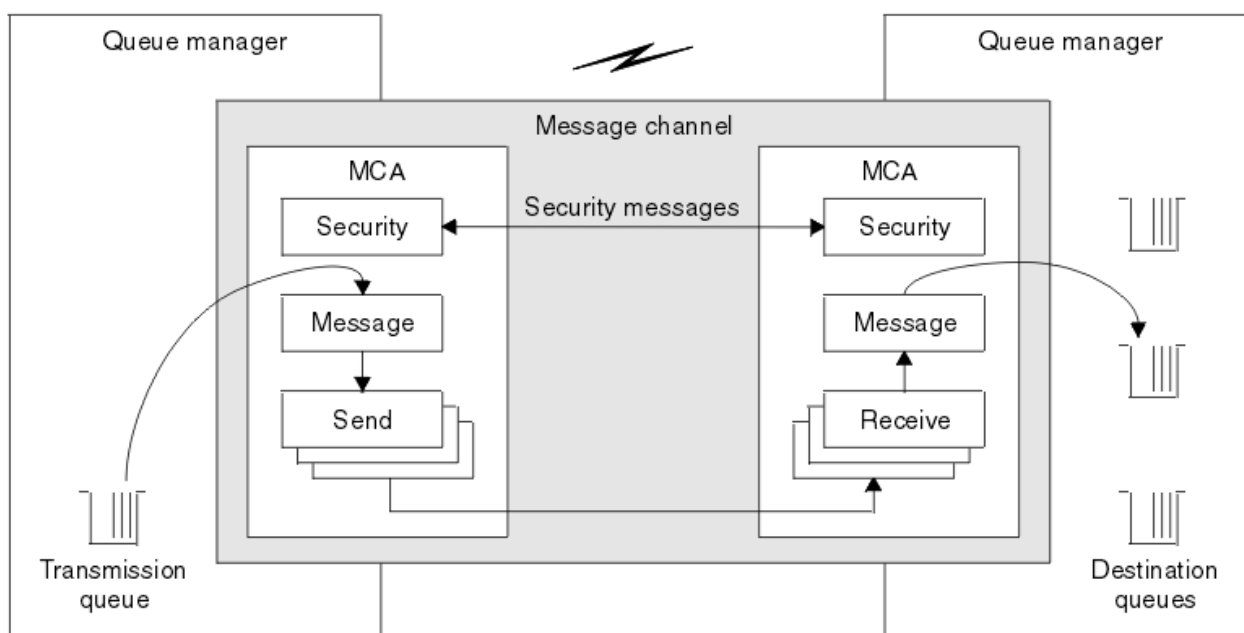 Queue manager
Queue manager
Message channel
MCA
MCA
Security
Security messages
Security
Message
Message
Send
Receive
Transmission
queue
Destination
queues